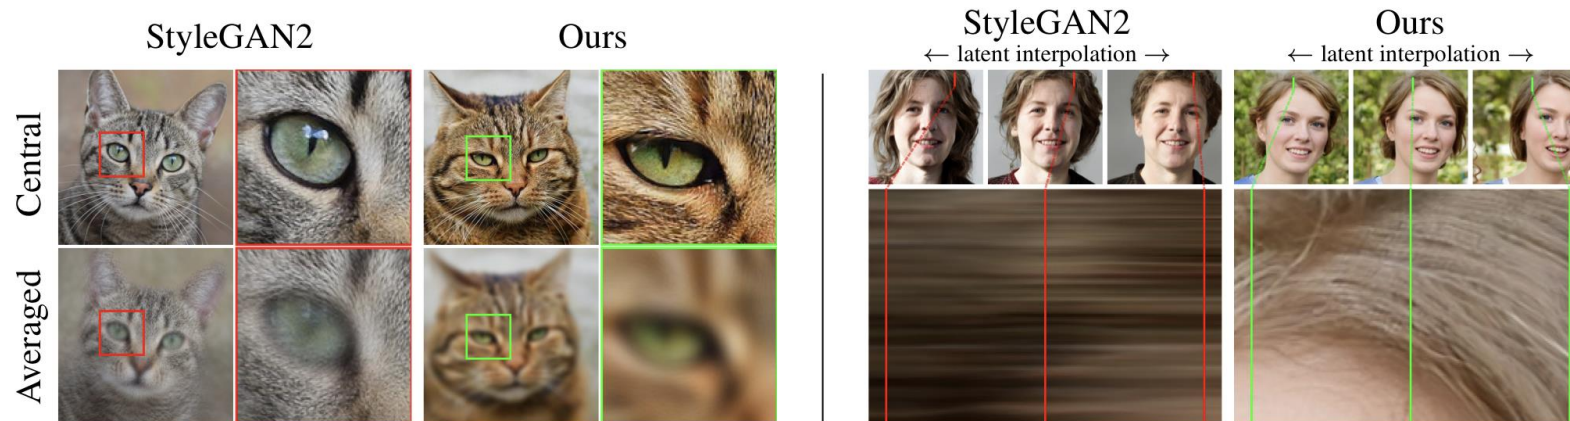 StyleGAN2
Ours
Central
Averaged
StyleGAN2
← latent interpolation →
Ours
← latent interpolation →